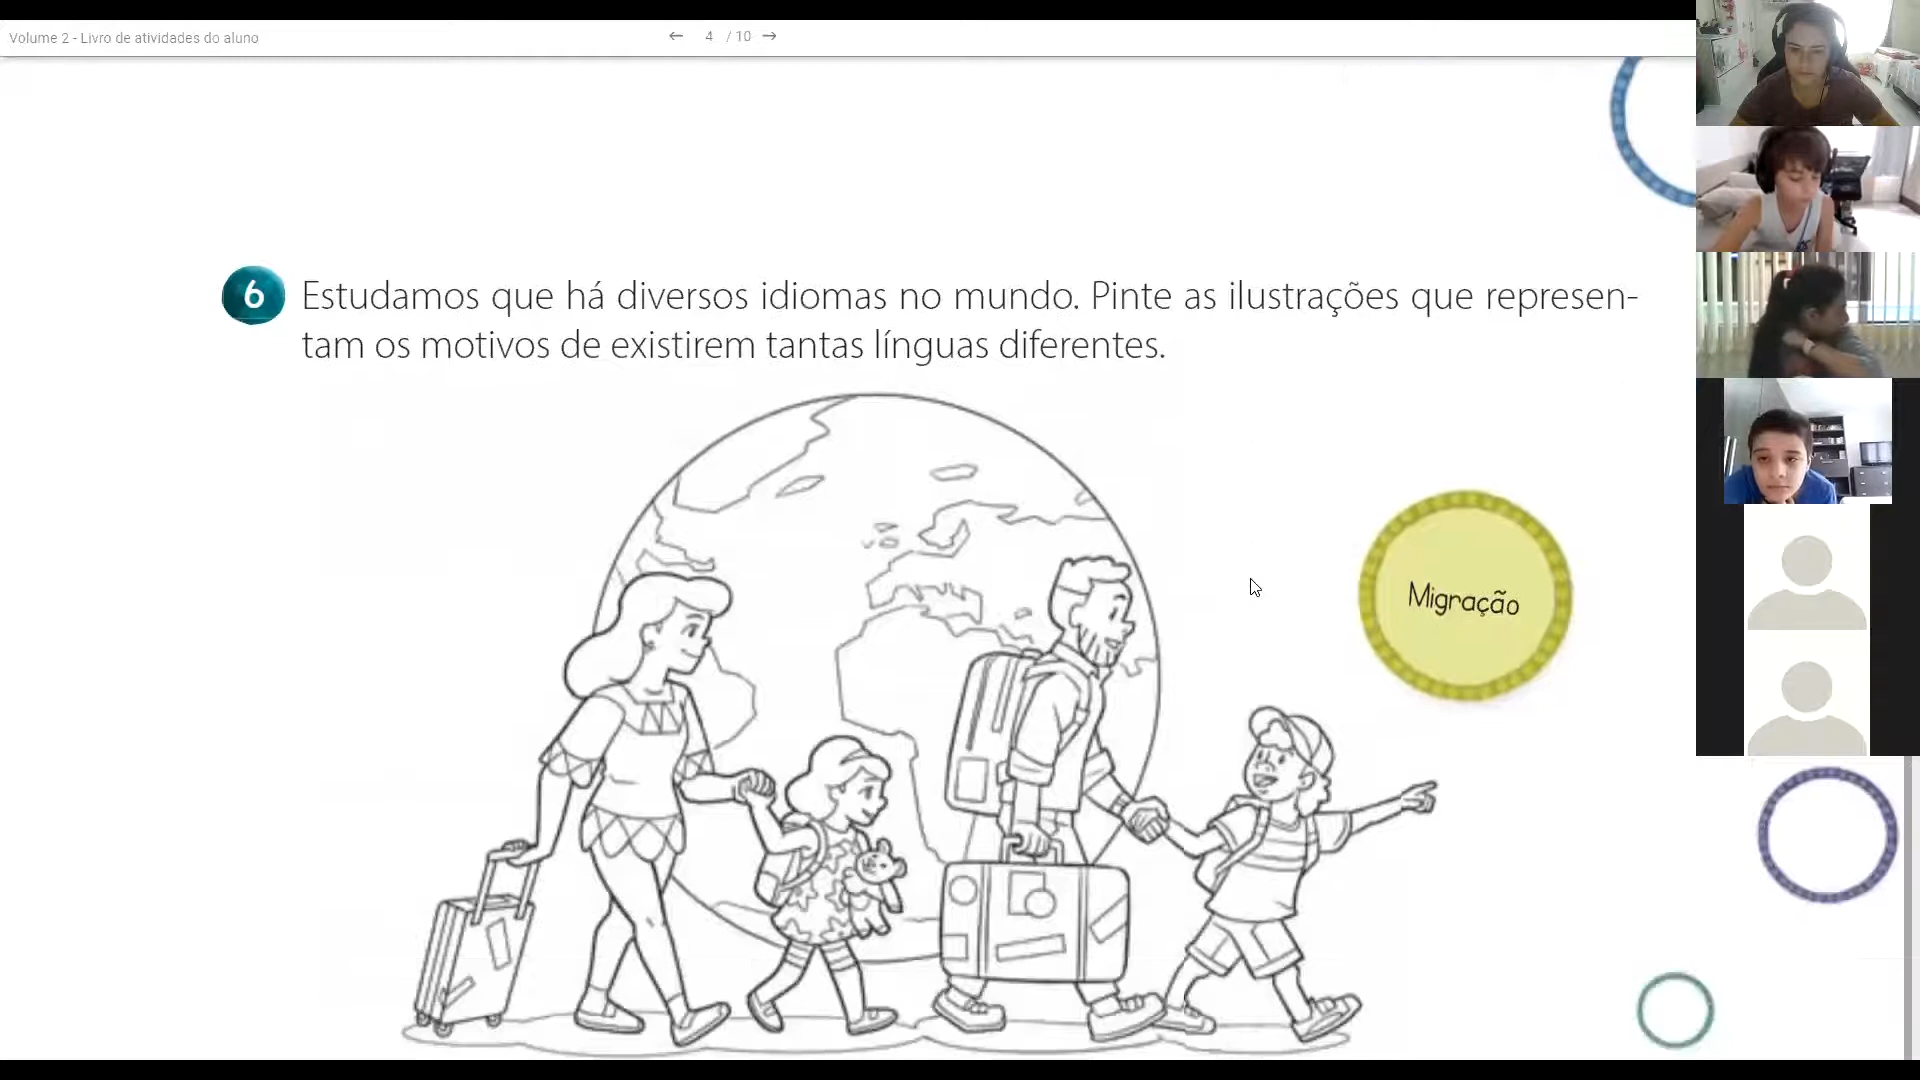 Volume 2 - Livro de atividades do aluno
← 4 / 10 →
6 Estudamos que há diversos idiomas no mundo. Pinte as ilustrações que represen-
tam os motivos de existirem tantas línguas diferentes.
Migração